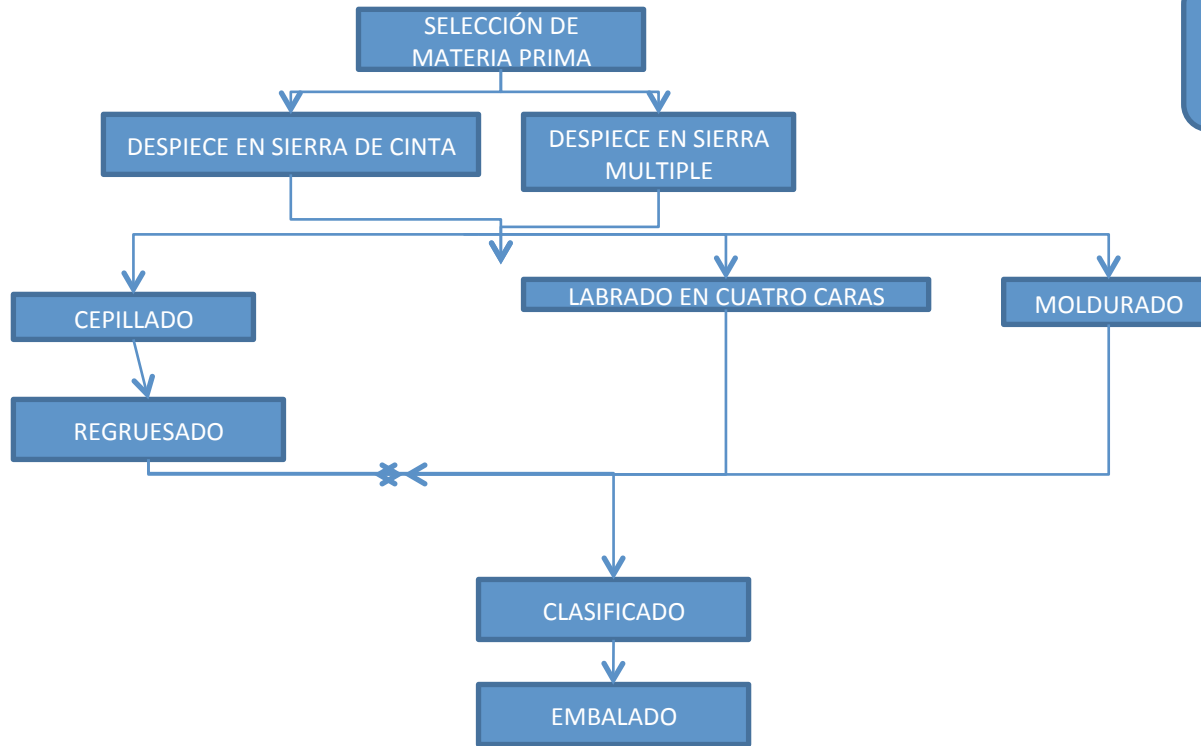 SELECCIÓN DE
MATERIA PRIMA
DESPIECE EN SIERRA DE CINTA
DESPIECE EN SIERRA
MULTIPLE
CEPILLADO
LABRADO EN CUATRO CARAS
MOLDURADO
REGRUESADO
CLASIFICADO
EMBALADO